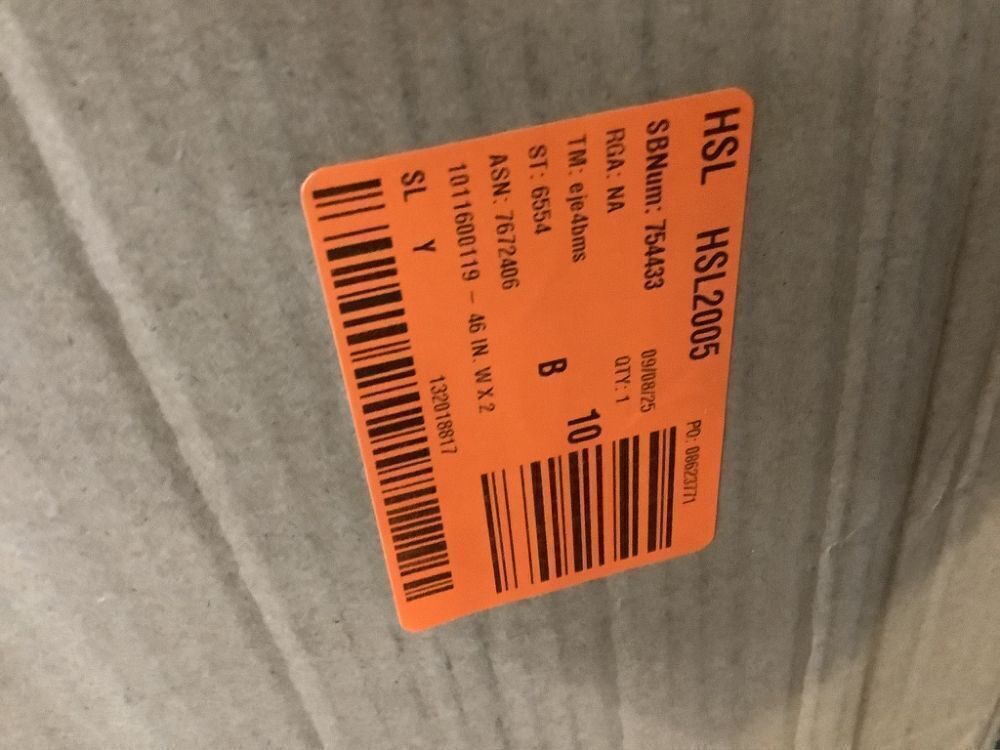 HSL HSL2005
PO: 08623771
SBNum: 754433 09/08/25
RGA: NA QTY: 1
TM: eje4bms 10
ST: 6554 B
ASN: 7672406
1011600119 – 46 IN. W X 2
132018817
SL Y